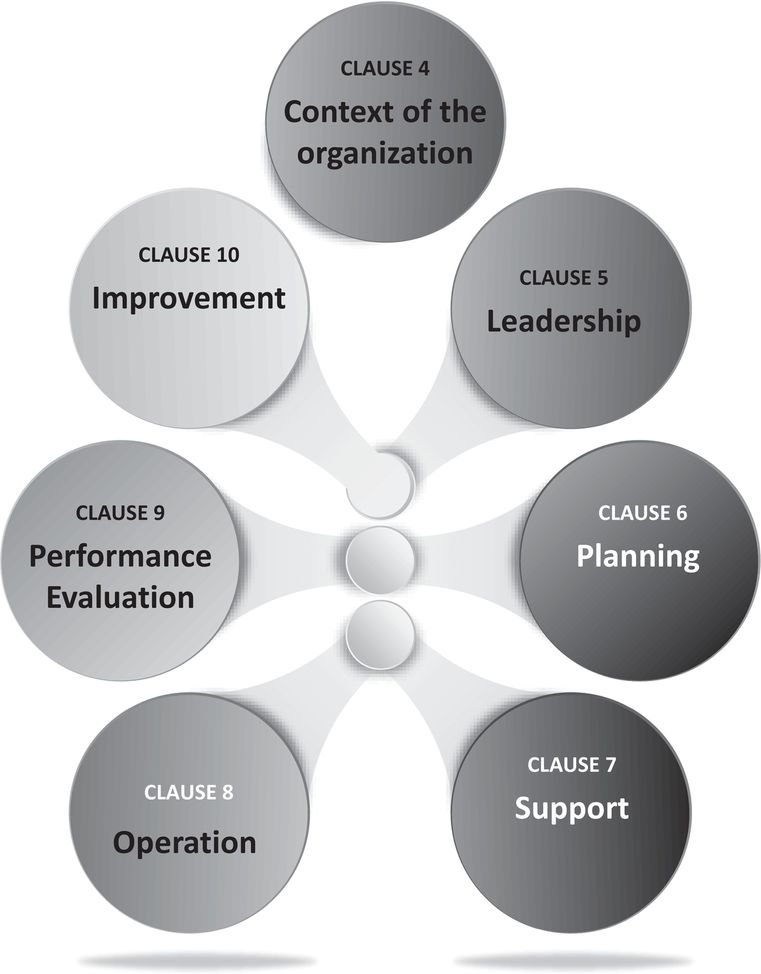 CLAUSE 4
Context of the
organization
CLAUSE 5
Leadership
CLAUSE 6
Planning
CLAUSE 7
Support
CLAUSE 8
Operation
CLAUSE 9
Performance
Evaluation
CLAUSE 10
Improvement